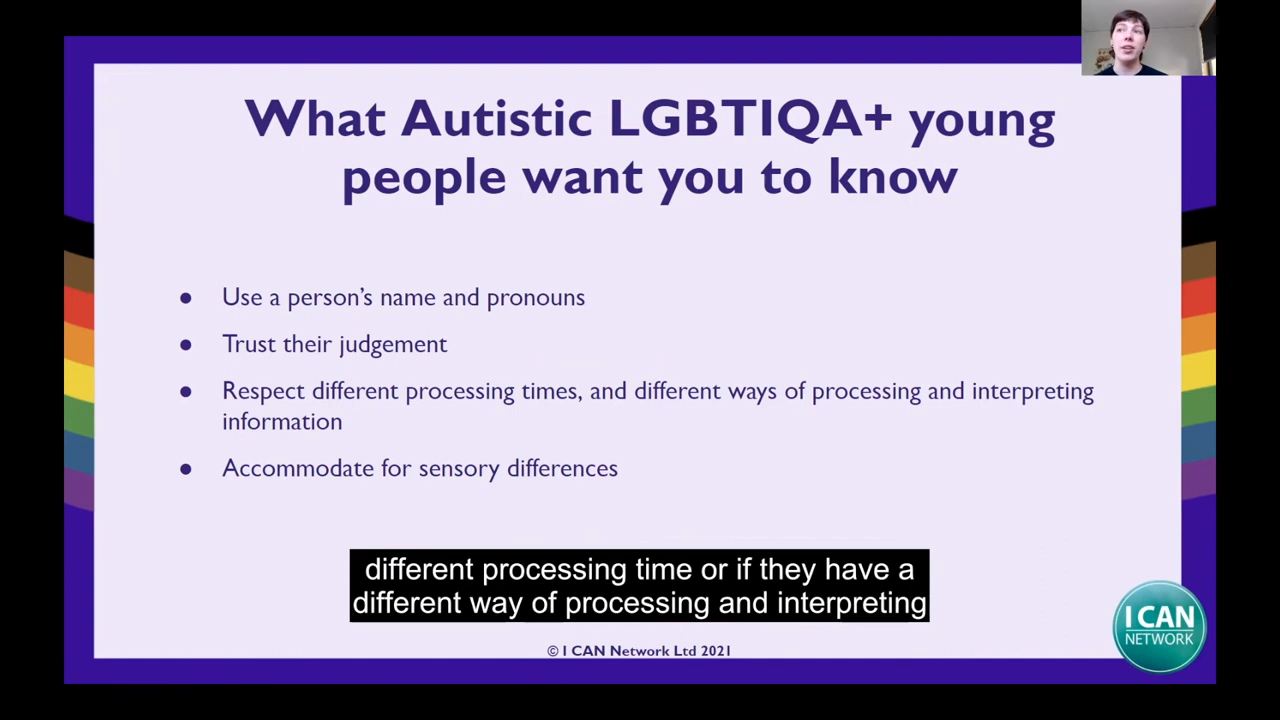 What Autistic LGBTIQA+ young
people want you to know
● Use a person's name and pronouns
● Trust their judgement
● Respect different processing times, and different ways of processing and interpreting
information
● Accommodate for sensory differences
different processing time or if they have a
different way of processing and interpreting
© I CAN Network Ltd 2021
I CAN
NETWORK